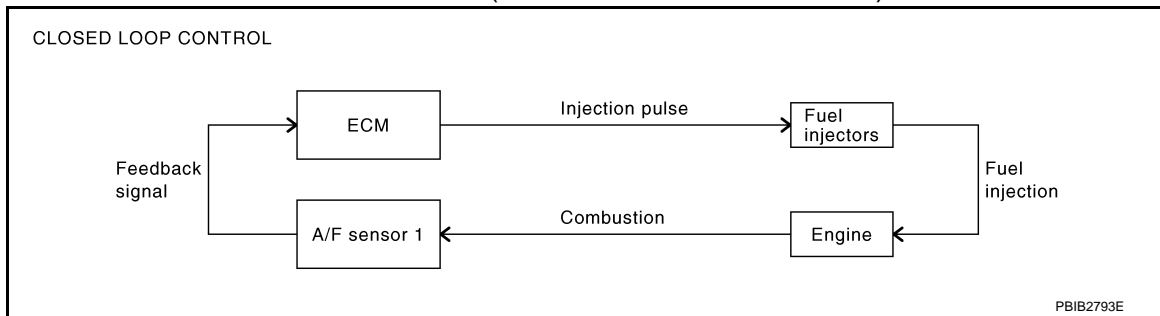 CLOSED LOOP CONTROL
ECM
Injection pulse
Fuel
injectors
Feedback
signal
Fuel
injection
A/F sensor 1
Combustion
Engine
PBIB2793E